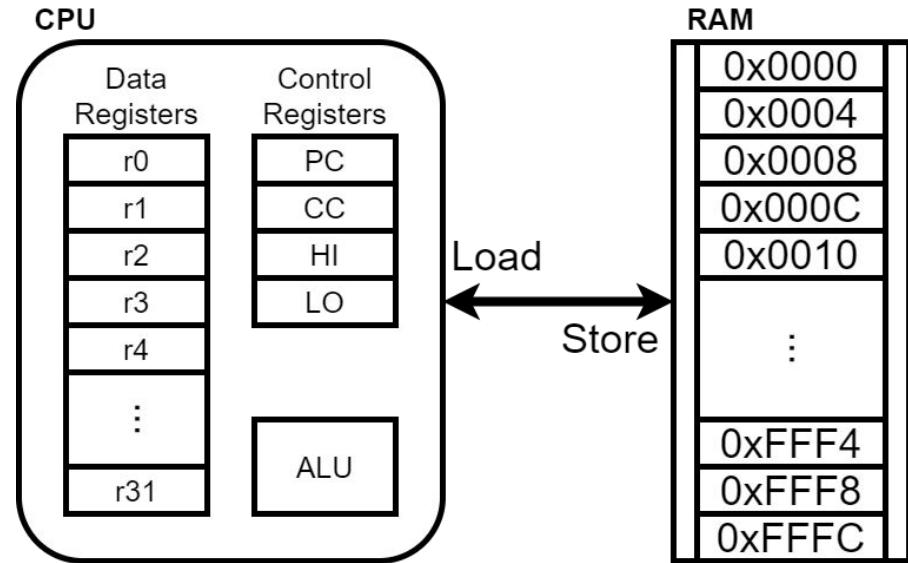 CPU
Data
Registers
r0
r1
r2
r3
r4
⋮
r31
Control
Registers
PC
CC
HI
LO
ALU
Load
Store
RAM
0x0000
0x0004
0x0008
0x000C
0x0010
⋮
0xFFF4
0xFFF8
0xFFFC